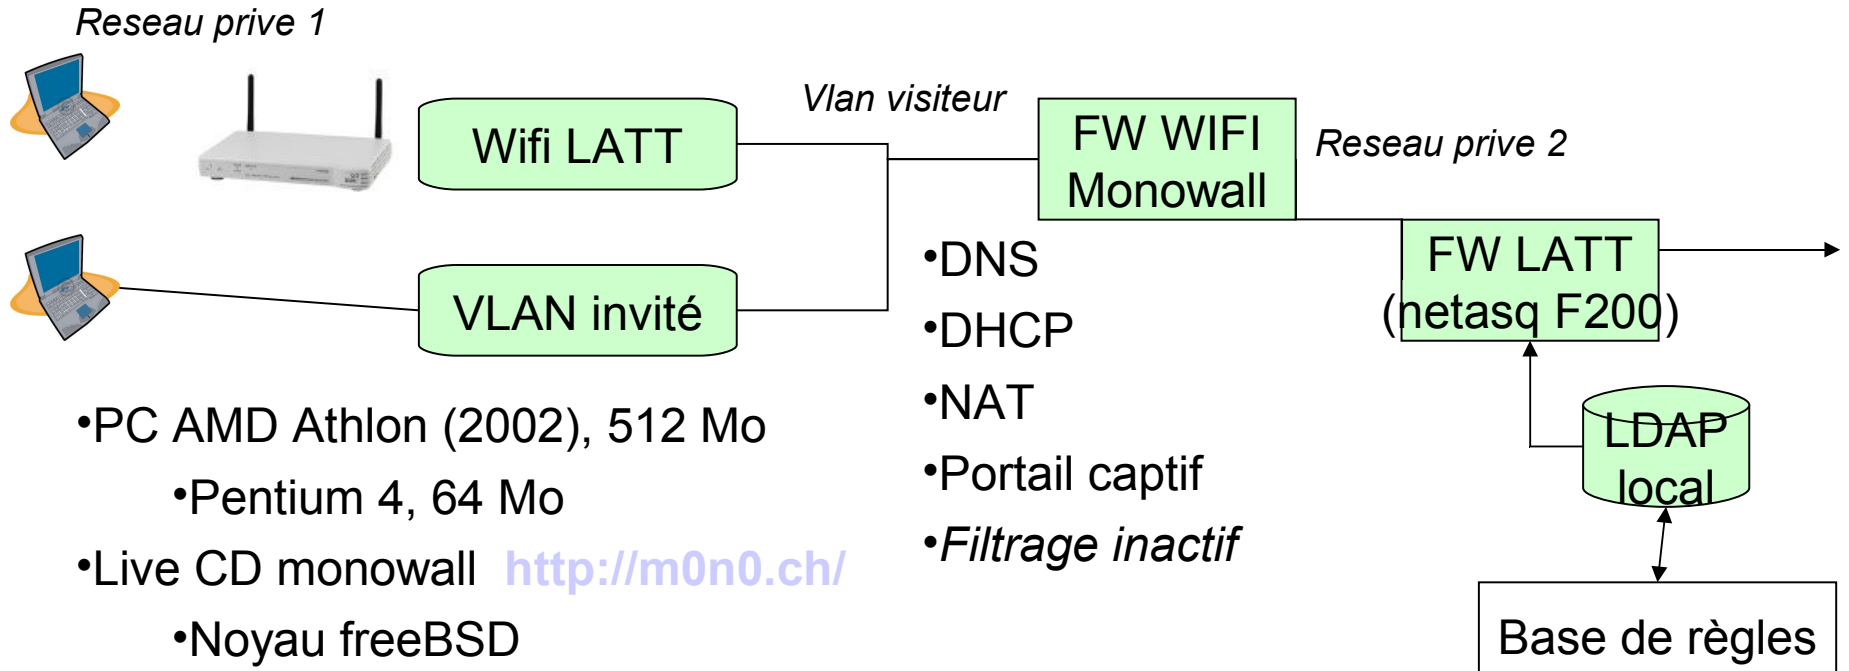 Reseau prive 1
Wifi LATT
Vlan visiteur
FW WIFI
Monowall
Reseau prive 2
VLAN invité
FW LATT
(netasq F200)
•DNS
•DHCP
•NAT
•Portail captif
•Filtrage inactif
LDAP
local
Base de règles
•PC AMD Athlon (2002), 512 Mo
•Pentium 4, 64 Mo
•Live CD monowall http://m0n0.ch/
•Noyau freeBSD